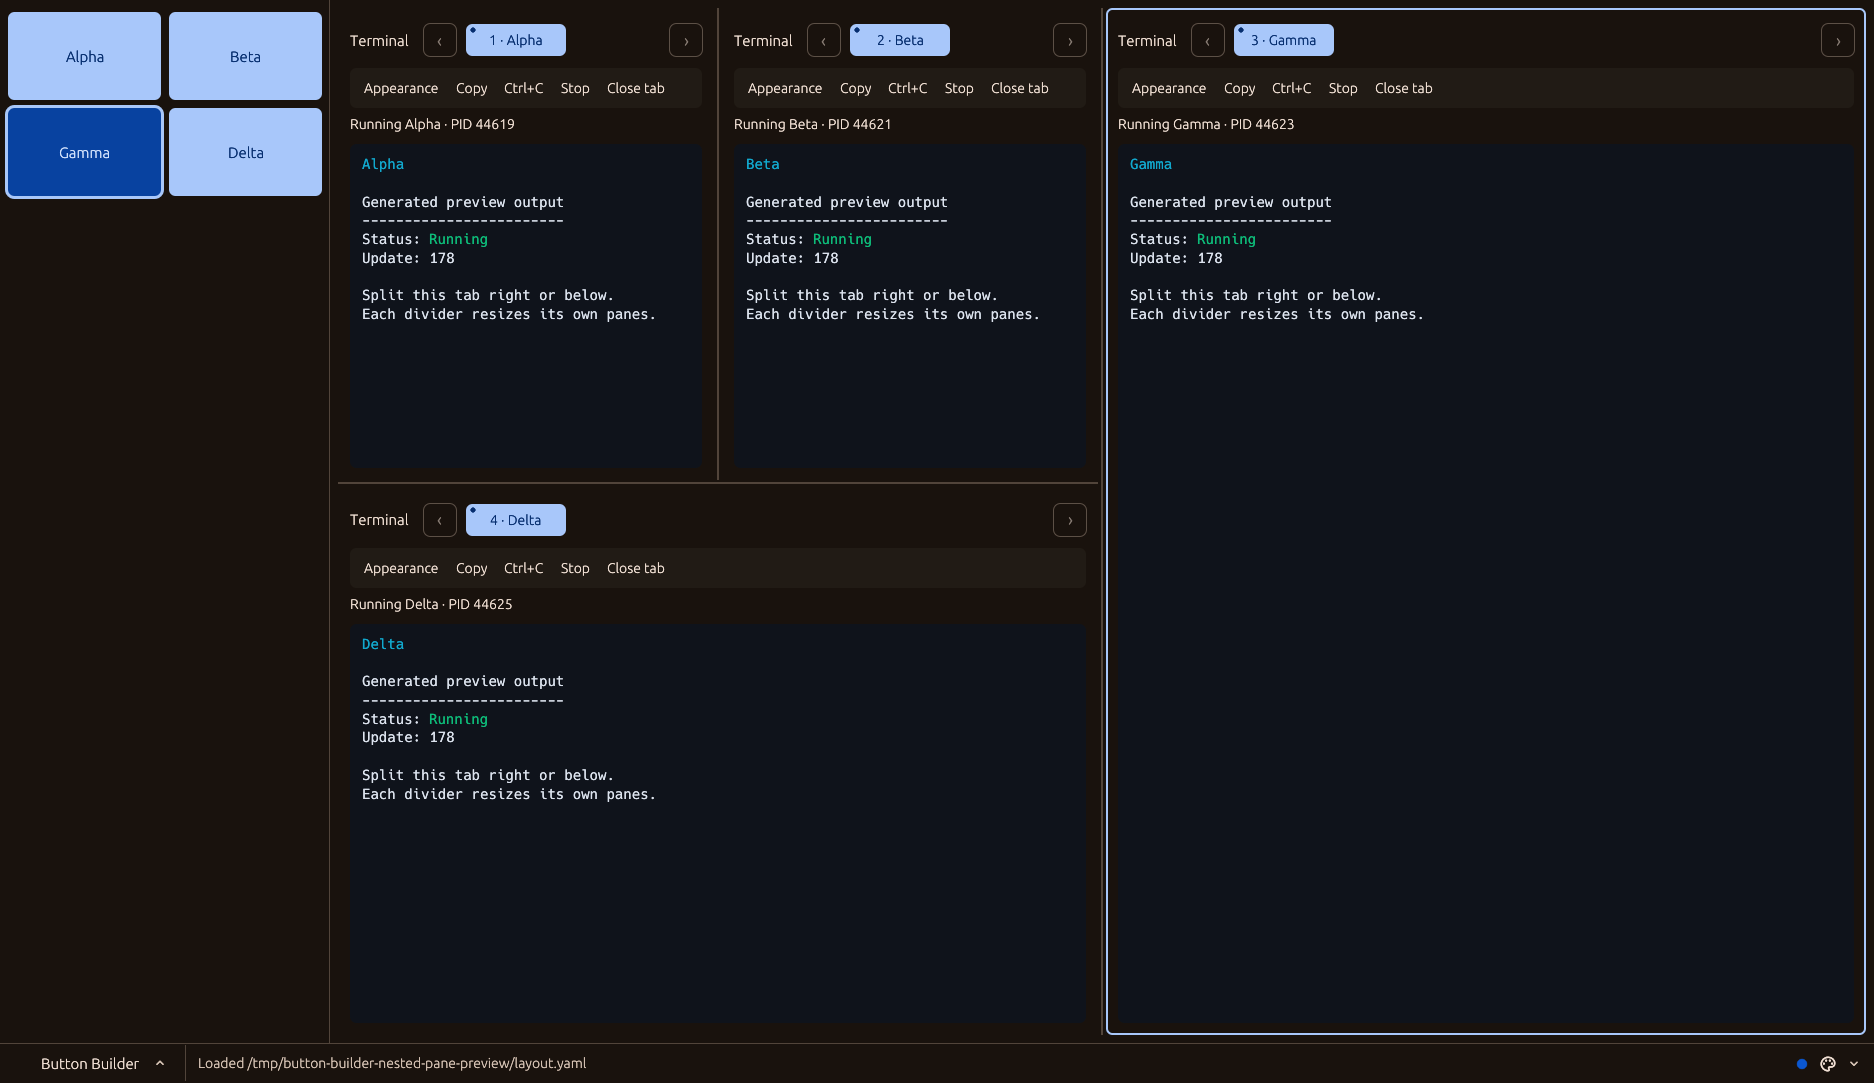 Alpha
Beta
Gamma
Delta
Terminal ‹ 1 · Alpha ›
Appearance Copy Ctrl+C Stop Close tab
Running Alpha · PID 44619
Alpha
Generated preview output
------------------------
Status: Running
Update: 178
Split this tab right or below.
Each divider resizes its own panes.
Terminal ‹ 2 · Beta ›
Appearance Copy Ctrl+C Stop Close tab
Running Beta · PID 44621
Beta
Generated preview output
------------------------
Status: Running
Update: 178
Split this tab right or below.
Each divider resizes its own panes.
Terminal ‹ 3 · Gamma ›
Appearance Copy Ctrl+C Stop Close tab
Running Gamma · PID 44623
Gamma
Generated preview output
------------------------
Status: Running
Update: 178
Split this tab right or below.
Each divider resizes its own panes.
Terminal ‹ 4 · Delta ›
Appearance Copy Ctrl+C Stop Close tab
Running Delta · PID 44625
Delta
Generated preview output
------------------------
Status: Running
Update: 178
Split this tab right or below.
Each divider resizes its own panes.
Button Builder
Loaded /tmp/button-builder-nested-pane-preview/layout.yaml